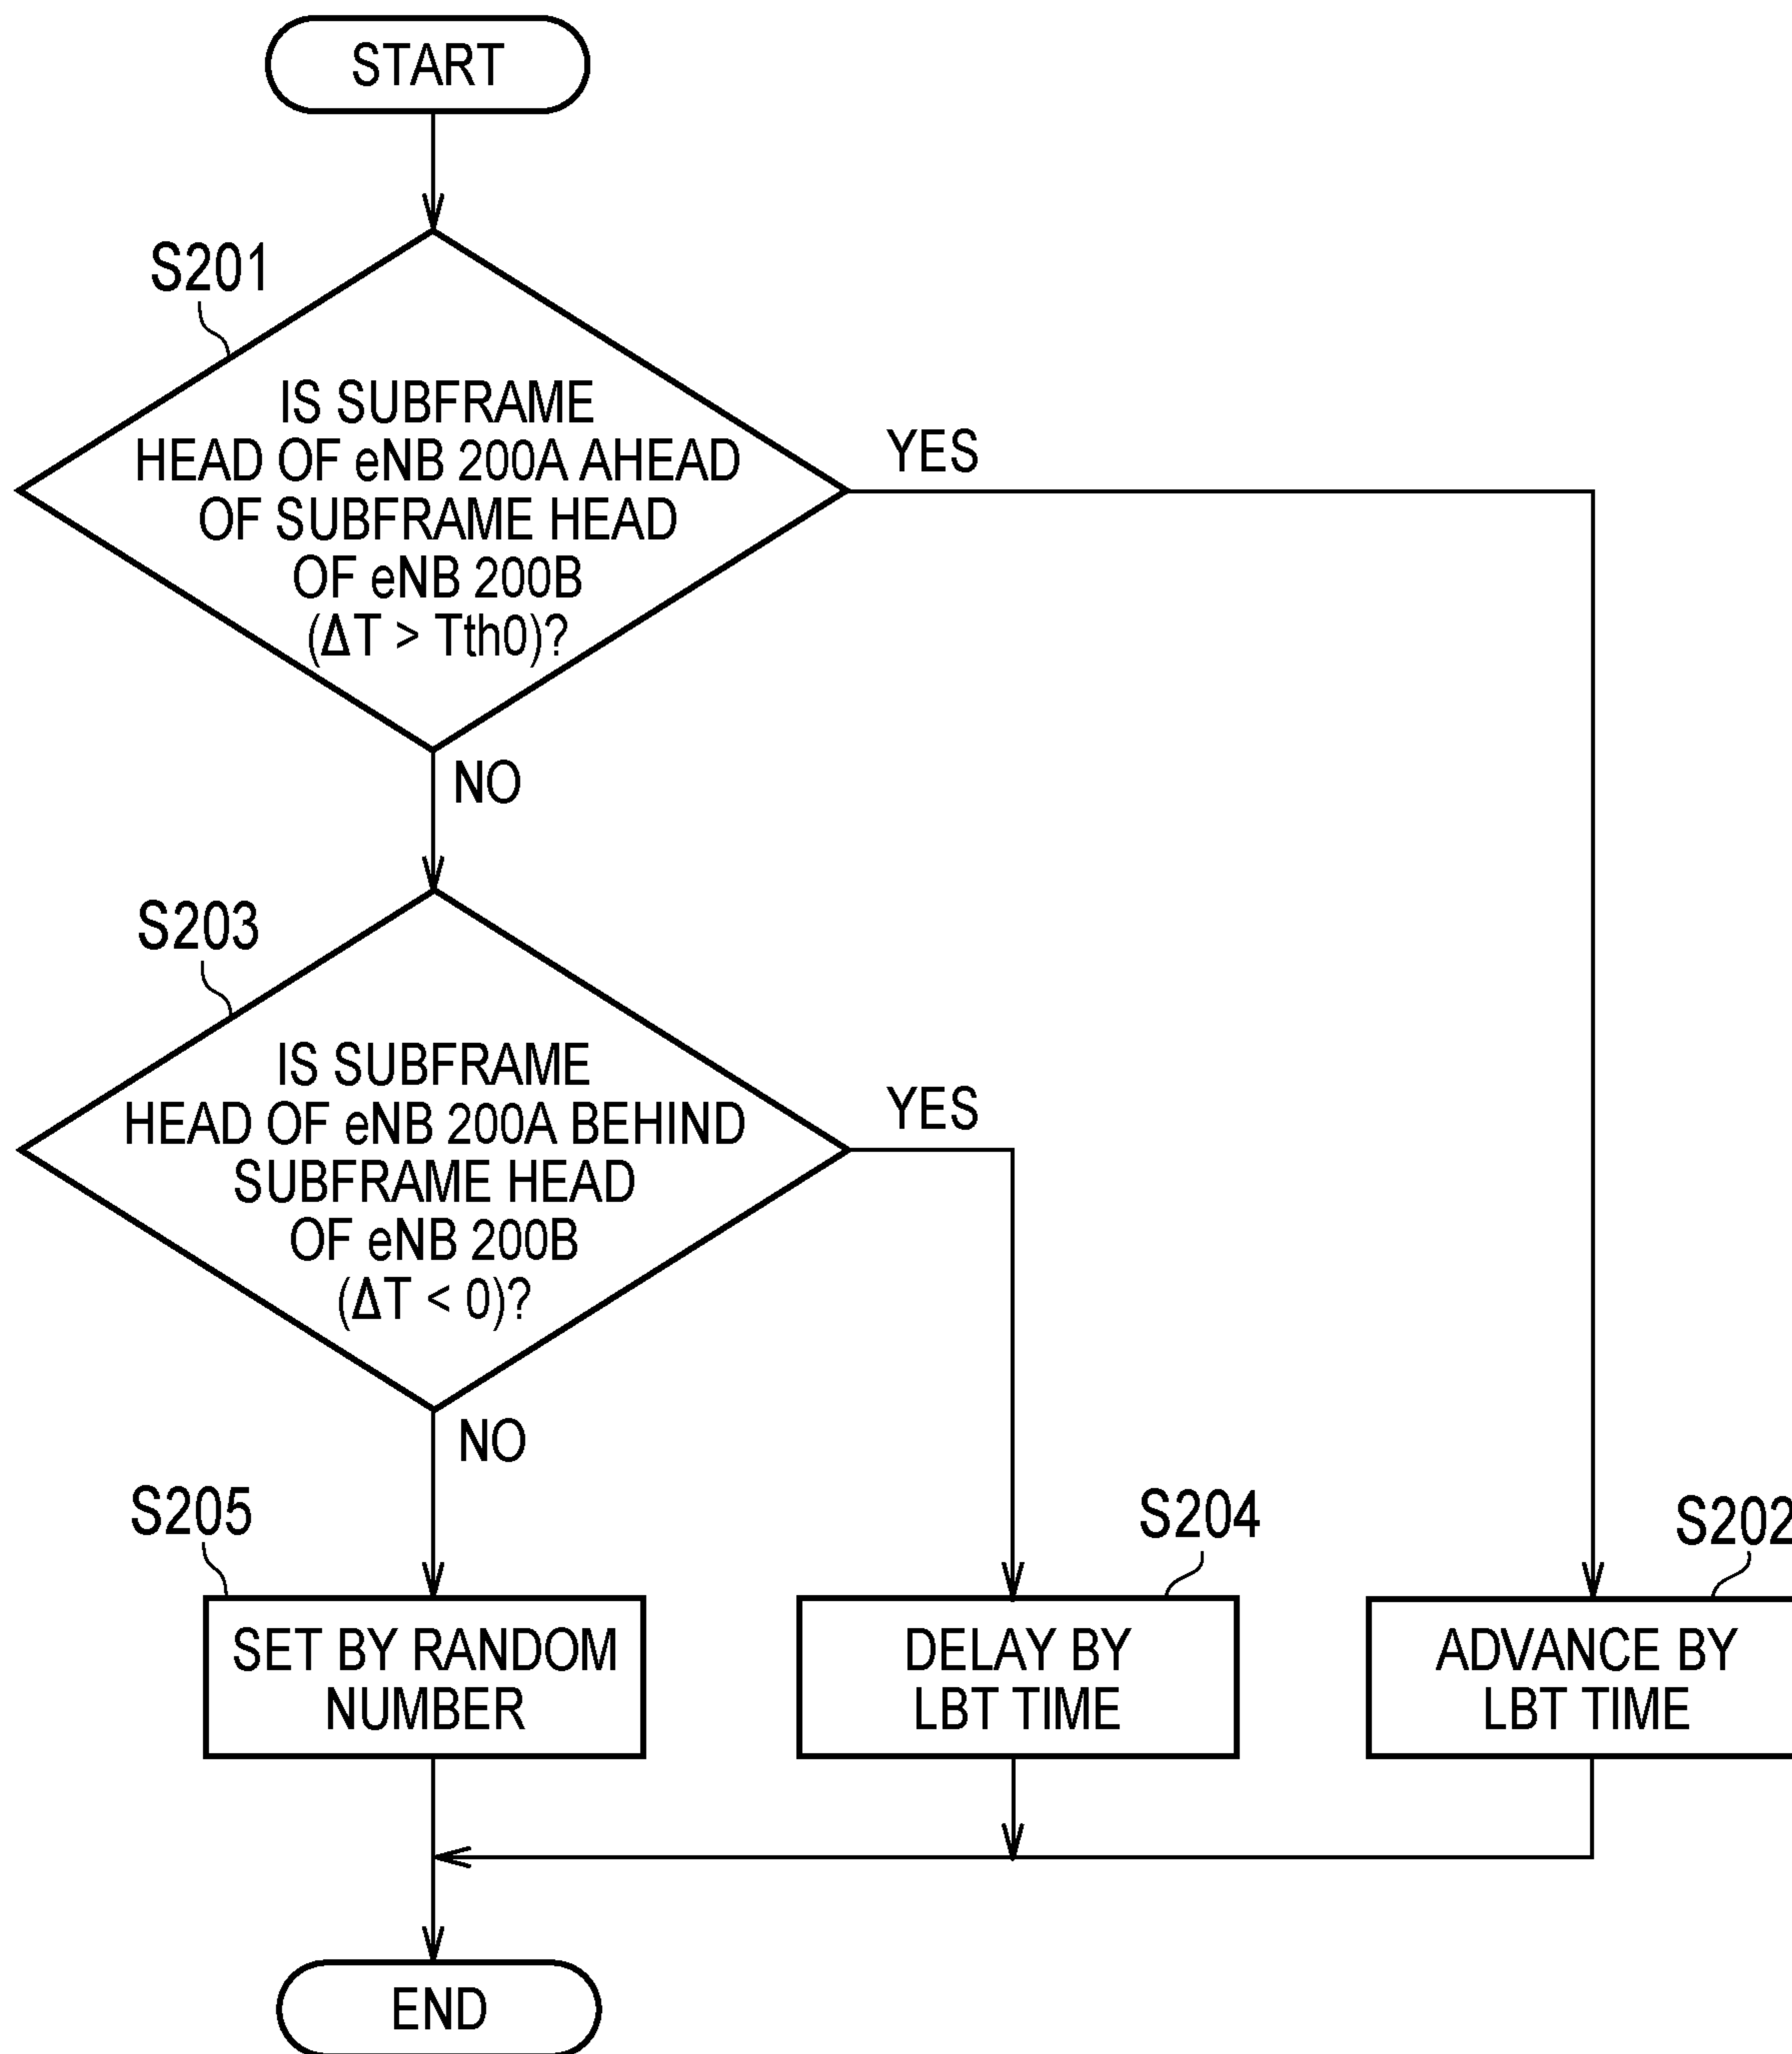 START
S201
IS SUBFRAME
HEAD OF eNB 200A AHEAD
OF SUBFRAME HEAD
OF eNB 200B
(ΔT > Tth0)?
YES
NO
S203
IS SUBFRAME
HEAD OF eNB 200A BEHIND
SUBFRAME HEAD
OF eNB 200B
(ΔT < 0)?
YES
NO
S205
SET BY RANDOM
NUMBER
S204
DELAY BY
LBT TIME
S202
ADVANCE BY
LBT TIME
END